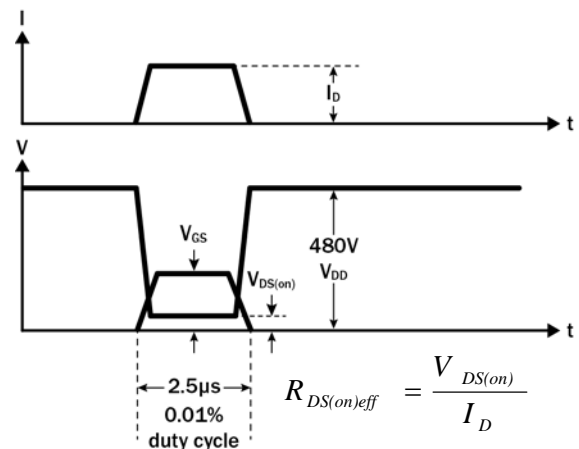 I
I_D
t
V
V_GS
V_DS(on)
480V
V_DD
t
2.5µs
0.01%
duty cycle
R_DS(on)eff = V_DS(on) / I_D